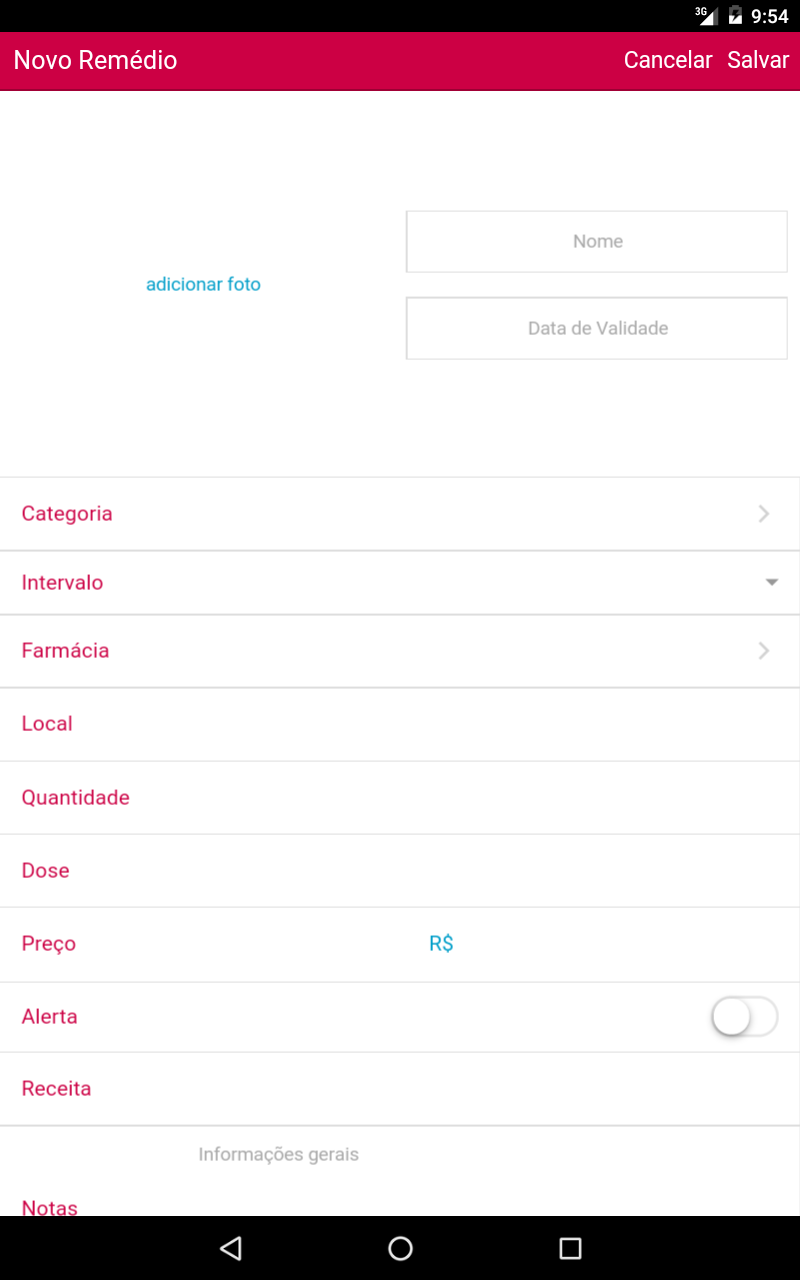 3G 9:54
Novo Remédio Cancelar Salvar
adicionar foto
Nome
Data de Validade
Categoria
Intervalo
Farmácia
Local
Quantidade
Dose
Preço R$
Alerta
Receita
Informações gerais
Notas